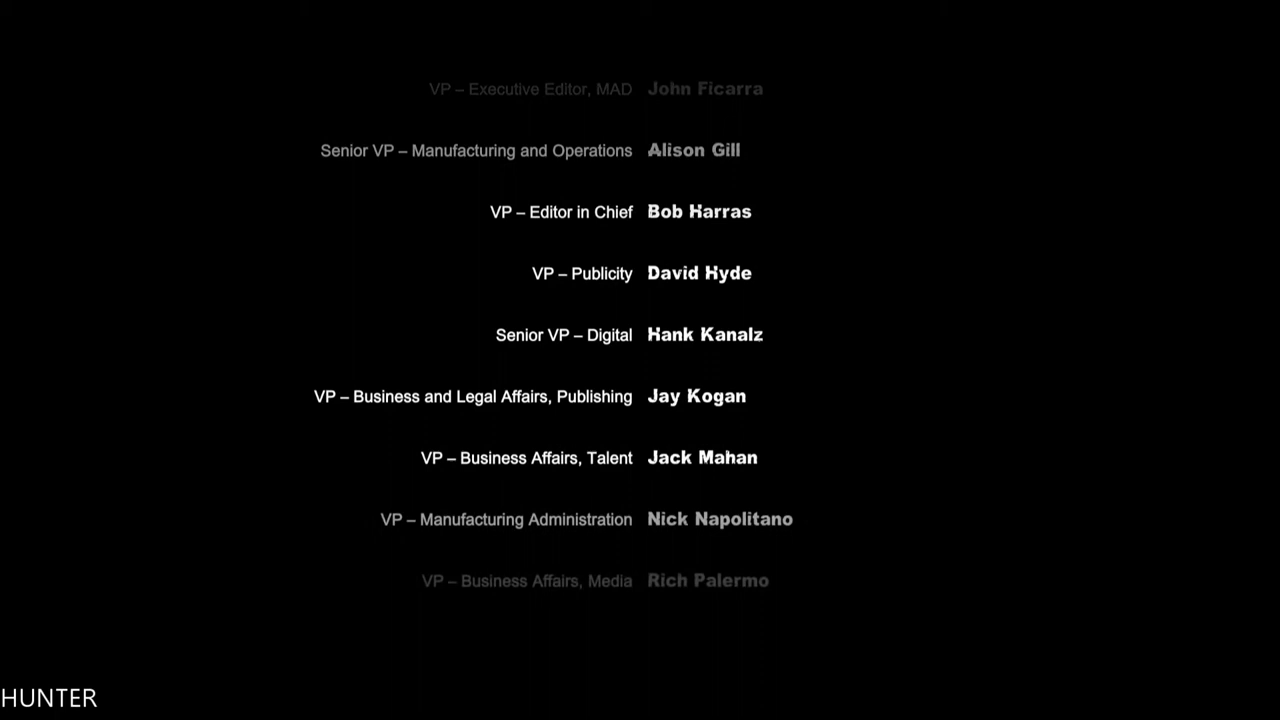 VP – Executive Editor, MAD John Ficarra
Senior VP – Manufacturing and Operations Alison Gill
VP – Editor in Chief Bob Harras
VP – Publicity David Hyde
Senior VP – Digital Hank Kanalz
VP – Business and Legal Affairs, Publishing Jay Kogan
VP – Business Affairs, Talent Jack Mahan
VP – Manufacturing Administration Nick Napolitano
VP – Business Affairs, Media Rich Palermo
HUNTER